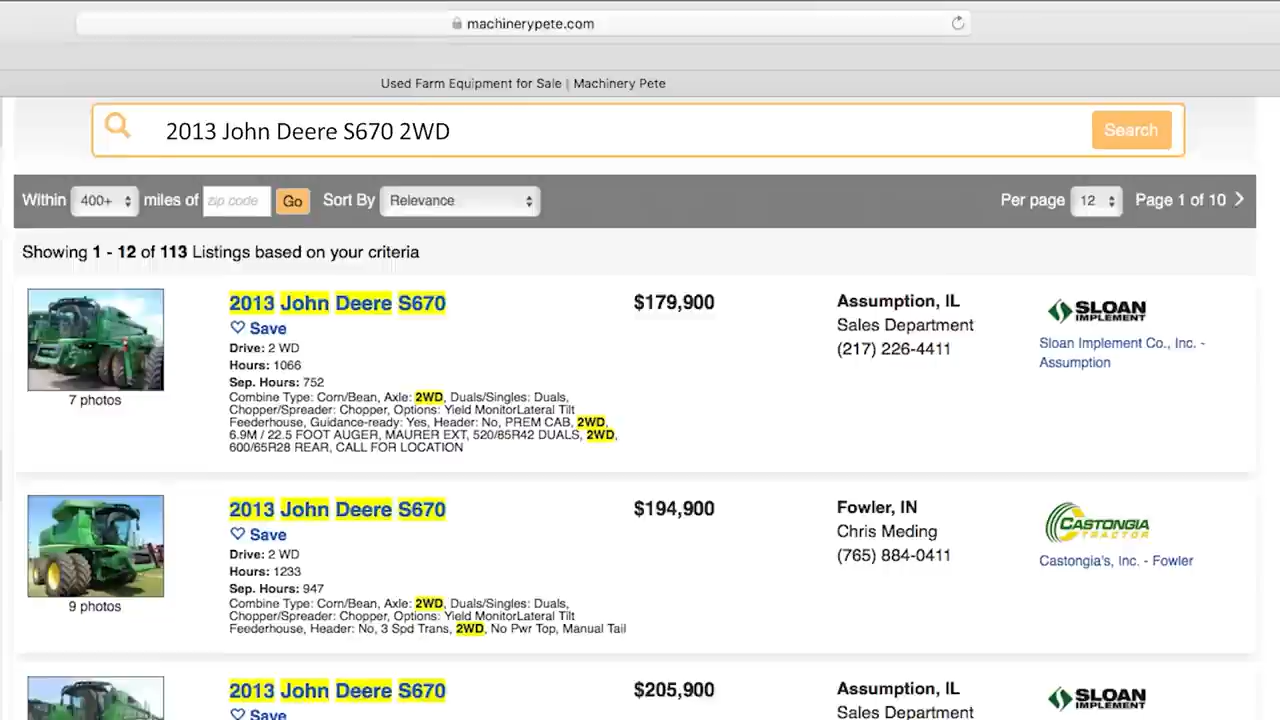 machinerypete.com
Used Farm Equipment for Sale | Machinery Pete
2013 John Deere S670 2WD
Search
Within 400+ miles of zip code Go Sort By Relevance Per page 12 Page 1 of 10
Showing 1 - 12 of 113 Listings based on your criteria
2013 John Deere S670
Save
Drive: 2 WD
Hours: 1066
Sep. Hours: 752
Combine Type: Corn/Bean, Axle: 2WD, Duals/Singles: Duals,
Chopper/Spreader: Chopper, Options: Yield MonitorLateral Tilt
Feederhouse, Guidance-ready: Yes, Header: No, PREM CAB, 2WD,
6.9M / 22.5 FOOT AUGER, MAURER EXT, 520/85R42 DUALS, 2WD,
600/65R28 REAR, CALL FOR LOCATION
7 photos
$179,900
Assumption, IL
Sales Department
(217) 226-4411
SLOAN
IMPLEMENT
Sloan Implement Co., Inc. -
Assumption
2013 John Deere S670
Save
Drive: 2 WD
Hours: 1233
Sep. Hours: 947
Combine Type: Corn/Bean, Axle: 2WD, Duals/Singles: Duals,
Chopper/Spreader: Chopper, Options: Yield MonitorLateral Tilt
Feederhouse, Header: No, 3 Spd Trans, 2WD, No Pwr Top, Manual Tail
9 photos
$194,900
Fowler, IN
Chris Meding
(765) 884-0411
CASTONGIA
TRACTOR
Castongia's, Inc. - Fowler
2013 John Deere S670
Save
$205,900
Assumption, IL
Sales Department
SLOAN
IMPLEMENT